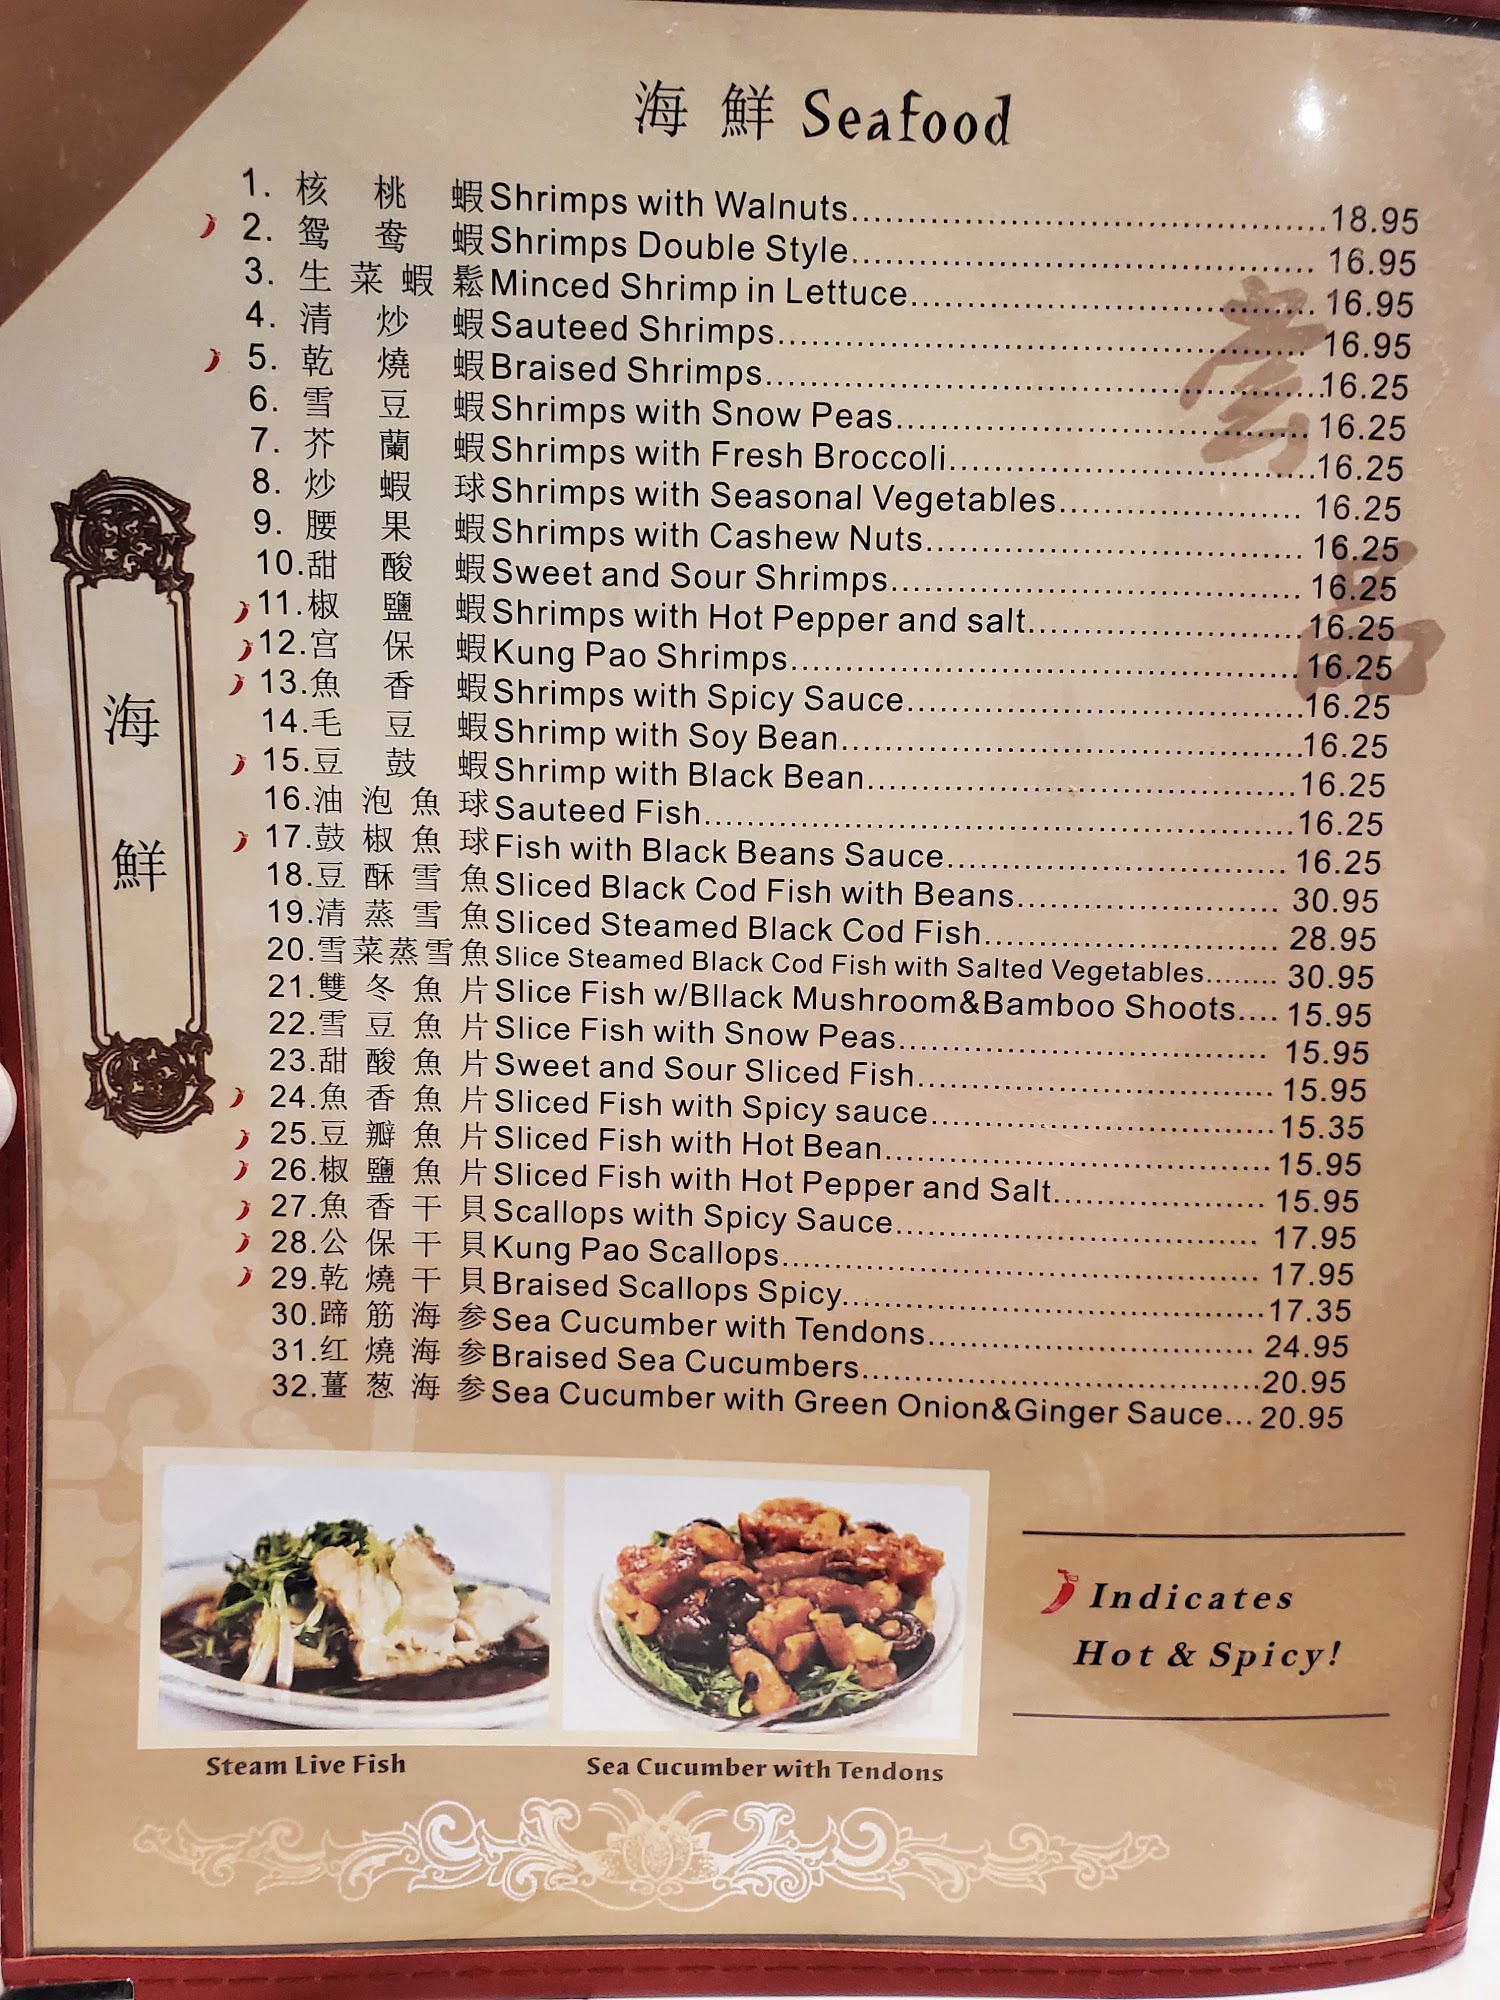 海 鮮 Seafood
1. 核 桃 蝦 Shrimps with Walnuts 18.95
2. 鸳 鸯 蝦 Shrimps Double Style 16.95
3. 生 菜 蝦 鬆 Minced Shrimp in Lettuce 16.95
4. 清 炒 蝦 Sauteed Shrimps 16.95
5. 乾 燒 蝦 Braised Shrimps 16.25
6. 雪 豆 蝦 Shrimps with Snow Peas 16.25
7. 芥 蘭 蝦 Shrimps with Fresh Broccoli 16.25
8. 炒 蝦 球 Shrimps with Seasonal Vegetables 16.25
9. 腰 果 蝦 Shrimps with Cashew Nuts 16.25
10. 甜 酸 蝦 Sweet and Sour Shrimps 16.25
11. 椒 鹽 蝦 Shrimps with Hot Pepper and salt 16.25
12. 宫 保 蝦 Kung Pao Shrimps 16.25
13. 魚 香 蝦 Shrimps with Spicy Sauce 16.25
14. 毛 豆 蝦 Shrimp with Soy Bean 16.25
15. 豆 鼓 蝦 Shrimp with Black Bean 16.25
16. 油 泡 魚 球 Sauteed Fish 16.25
17. 鼓 椒 魚 球 Fish with Black Beans Sauce 16.25
18. 豆 酥 雪 魚 Sliced Black Cod Fish with Beans 30.95
19. 清 蒸 雪 魚 Sliced Steamed Black Cod Fish 28.95
20. 雪菜蒸雪魚 Slice Steamed Black Cod Fish with Salted Vegetables 30.95
21. 雙 冬 魚 片 Slice Fish w/Bllack Mushroom&Bamboo Shoots 15.95
22. 雪 豆 魚 片 Slice Fish with Snow Peas 15.95
23. 甜 酸 魚 片 Sweet and Sour Sliced Fish 15.95
24. 魚 香 魚 片 Sliced Fish with Spicy sauce 15.35
25. 豆 瓣 魚 片 Sliced Fish with Hot Bean 15.95
26. 椒 鹽 魚 片 Sliced Fish with Hot Pepper and Salt 15.95
27. 魚 香 干 貝 Scallops with Spicy Sauce 17.95
28. 公 保 干 貝 Kung Pao Scallops 17.95
29. 乾 燒 干 貝 Braised Scallops Spicy 17.35
30. 蹄 筋 海 参 Sea Cucumber with Tendons 24.95
31. 红 燒 海 参 Braised Sea Cucumbers 20.95
32. 薑 葱 海 参 Sea Cucumber with Green Onion&Ginger Sauce 20.95
海
鮮
Steam Live Fish
Sea Cucumber with Tendons
Indicates
Hot & Spicy!